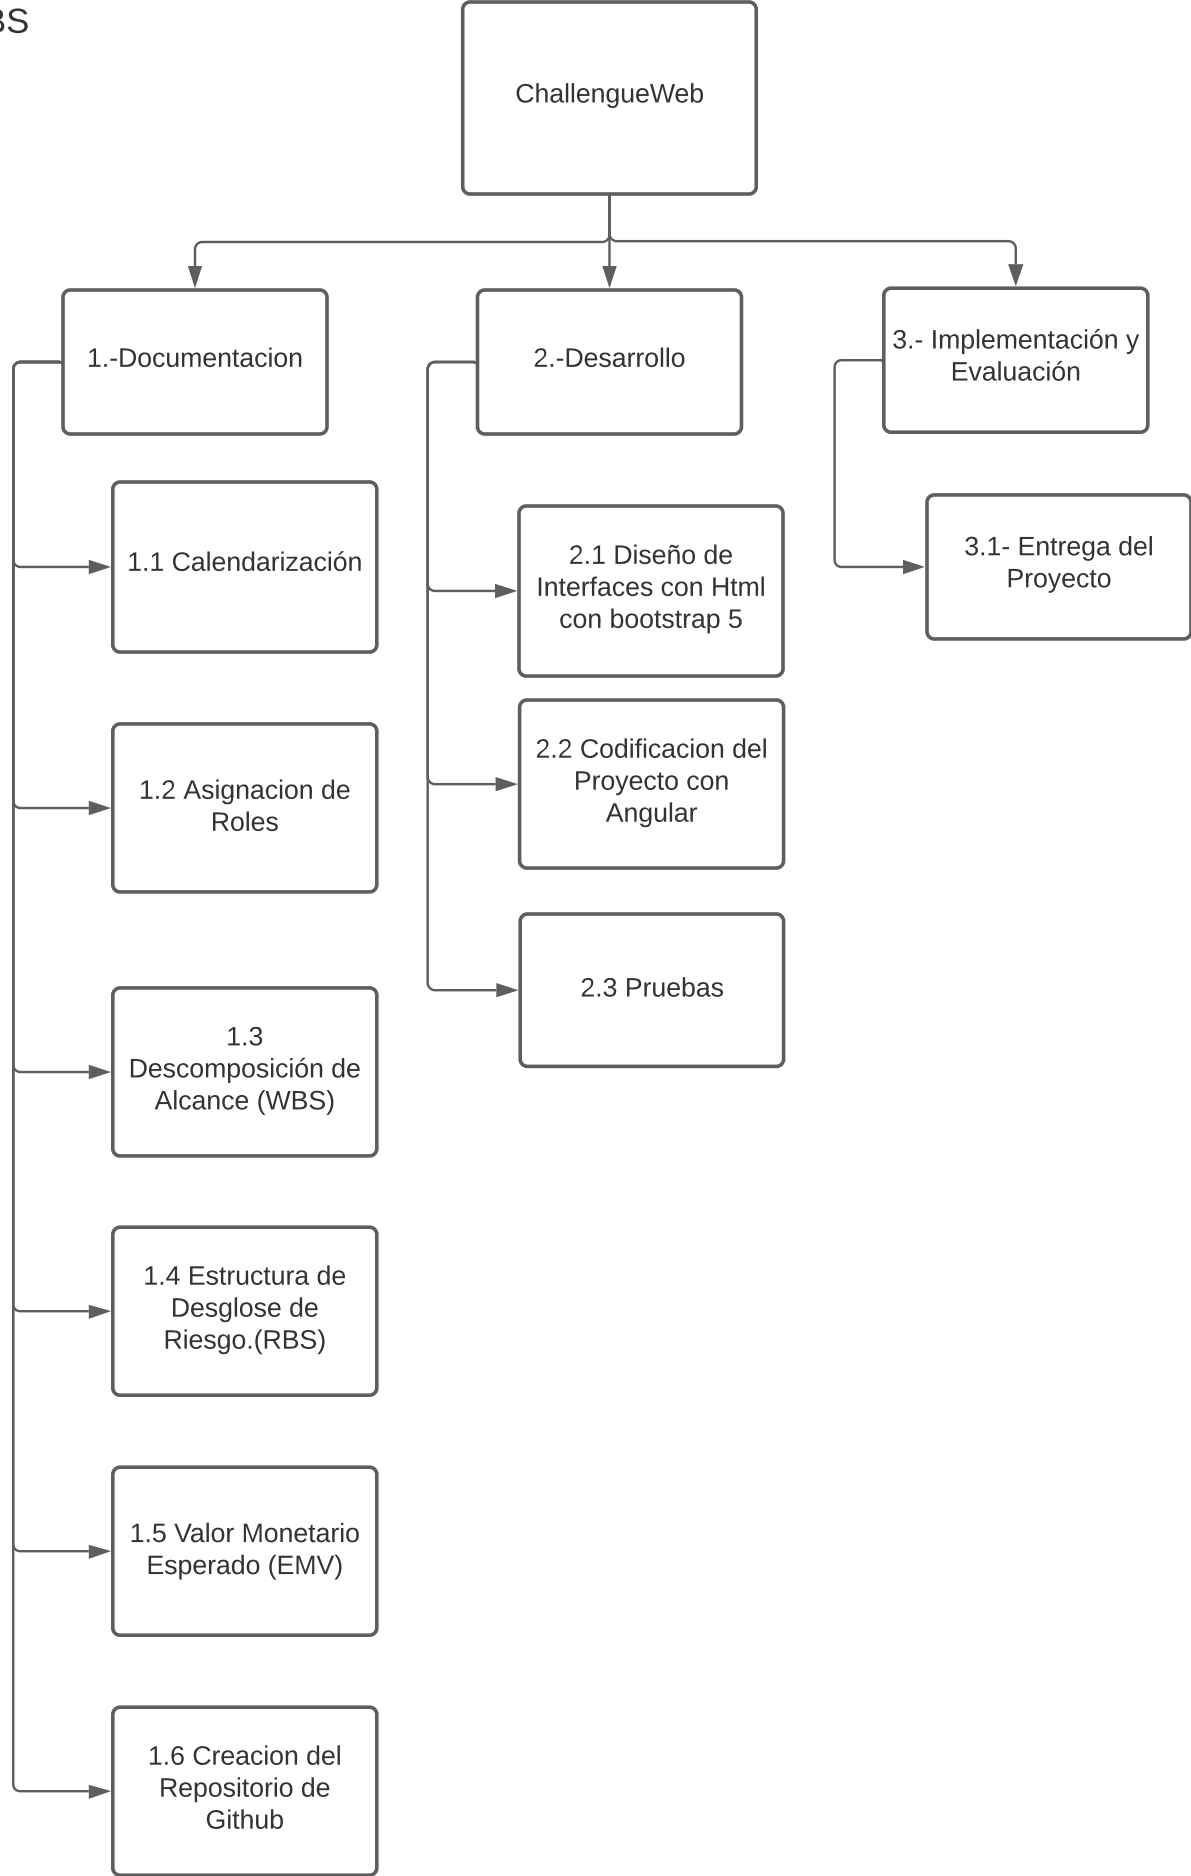 BS
ChallengueWeb
1.-Documentacion
2.-Desarrollo
3.- Implementación y
Evaluación
1.1 Calendarización
1.2 Asignacion de
Roles
1.3
Descomposición de
Alcance (WBS)
1.4 Estructura de
Desglose de
Riesgo.(RBS)
1.5 Valor Monetario
Esperado (EMV)
1.6 Creacion del
Repositorio de
Github
2.1 Diseño de
Interfaces con Html
con bootstrap 5
2.2 Codificacion del
Proyecto con
Angular
2.3 Pruebas
3.1- Entrega del
Proyecto